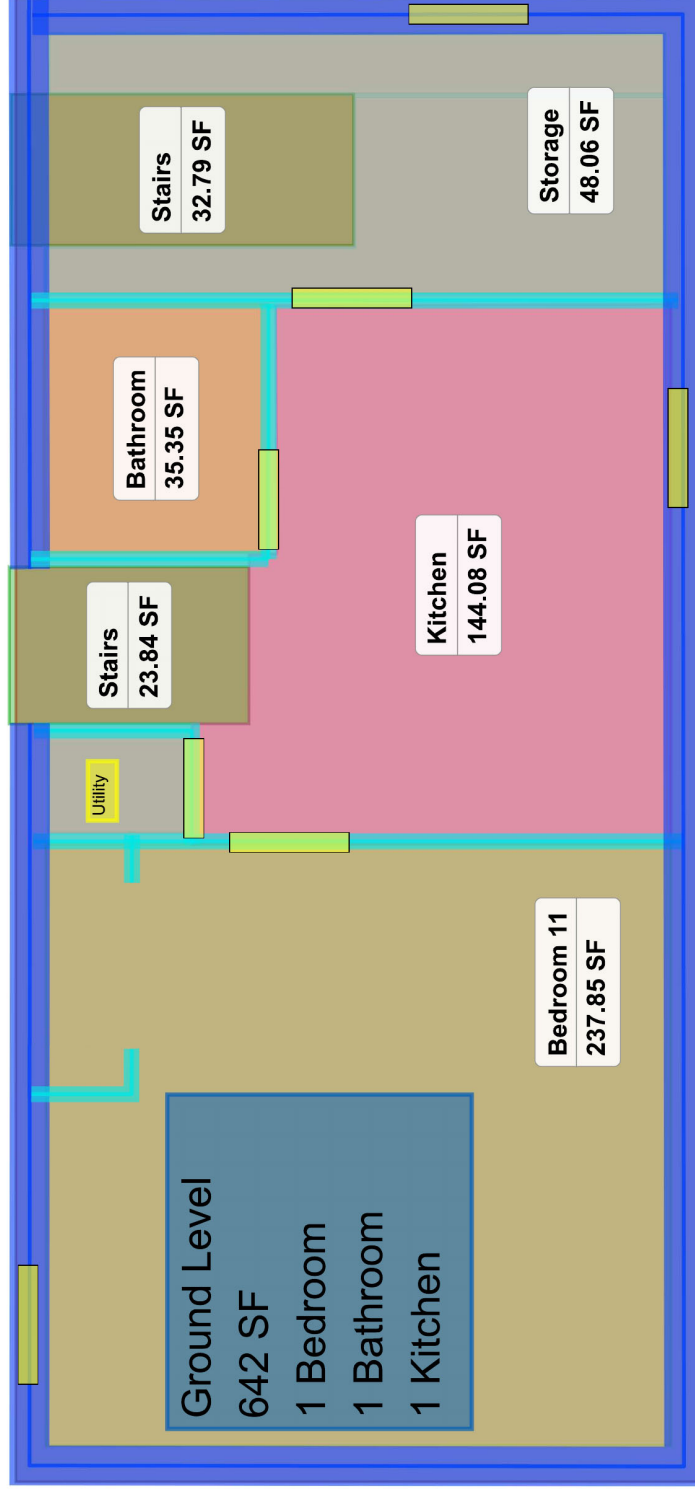 Ground Level
642 SF
1 Bedroom
1 Bathroom
1 Kitchen
Utility
Stairs
23.84 SF
Bathroom
35.35 SF
Stairs
32.79 SF
Bedroom 11
237.85 SF
Kitchen
144.08 SF
Storage
48.06 SF